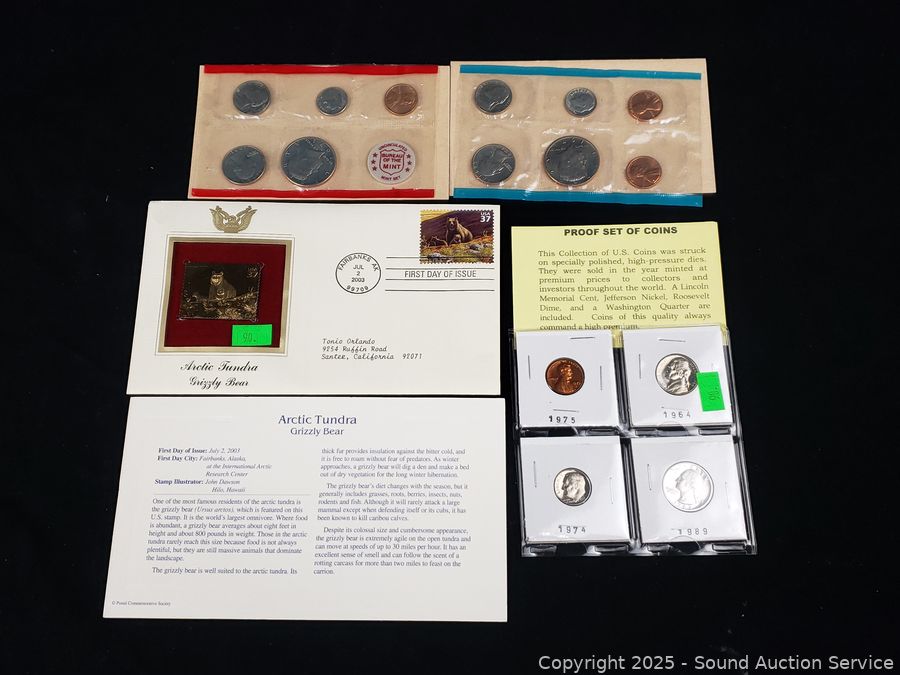 UNCIRCULATED
BUREAU
OF THE
MINT
MINT SET
USA
37
FAIRBANKS AK
JUL
2
2003
99709
FIRST DAY OF ISSUE
90
Tonio Orlando
9254 Ruffin Road
Santee, California 92071
Arctic Tundra
Grizzly Bear
PROOF SET OF COINS
This Collection of U.S. Coins was struck
on specially polished, high-pressure dies.
They were sold in the year minted at
premium prices to collectors and
investors throughout the world. A Lincoln
Memorial Cent, Jefferson Nickel, Roosevelt
Dime, and a Washington Quarter are
included. Coins of this quality always
command a high premium.
1975
1964
90
1974
1989
Arctic Tundra
Grizzly Bear
First Day of Issue: July 2, 2003
First Day City: Fairbanks, Alaska,
at the International Arctic
Research Center
Stamp Illustrator: John Dawson
Hilo, Hawaii
One of the most famous residents of the arctic tundra is
the grizzly bear (Ursus arctos), which is featured on this
U.S. stamp. It is the world's largest omnivore. Where food
is abundant, a grizzly bear averages about eight feet in
height and about 800 pounds in weight. Those in the arctic
tundra rarely reach this size because food is not always
plentiful, but they are still massive animals that dominate
the landscape.
The grizzly bear is well suited to the arctic tundra. Its
thick fur provides insulation against the bitter cold, and
it is free to roam without fear of predators. As winter
approaches, a grizzly bear will dig a den and make a bed
out of dry vegetation for the long winter hibernation.
The grizzly bear's diet changes with the season, but it
generally includes grasses, roots, berries, insects, nuts,
rodents and fish. Although it will rarely attack a large
mammal except when defending itself or its cubs, it has
been known to kill caribou calves.
Despite its colossal size and cumbersome appearance,
the grizzly bear is extremely agile on the open tundra and
can move at speeds of up to 30 miles per hour. It has an
excellent sense of smell and can follow the scent of a
rotting carcass for more than two miles to feast on the
carrion.
© Postal Commemorative Society
Copyright © 2025 - Sound Auction Service